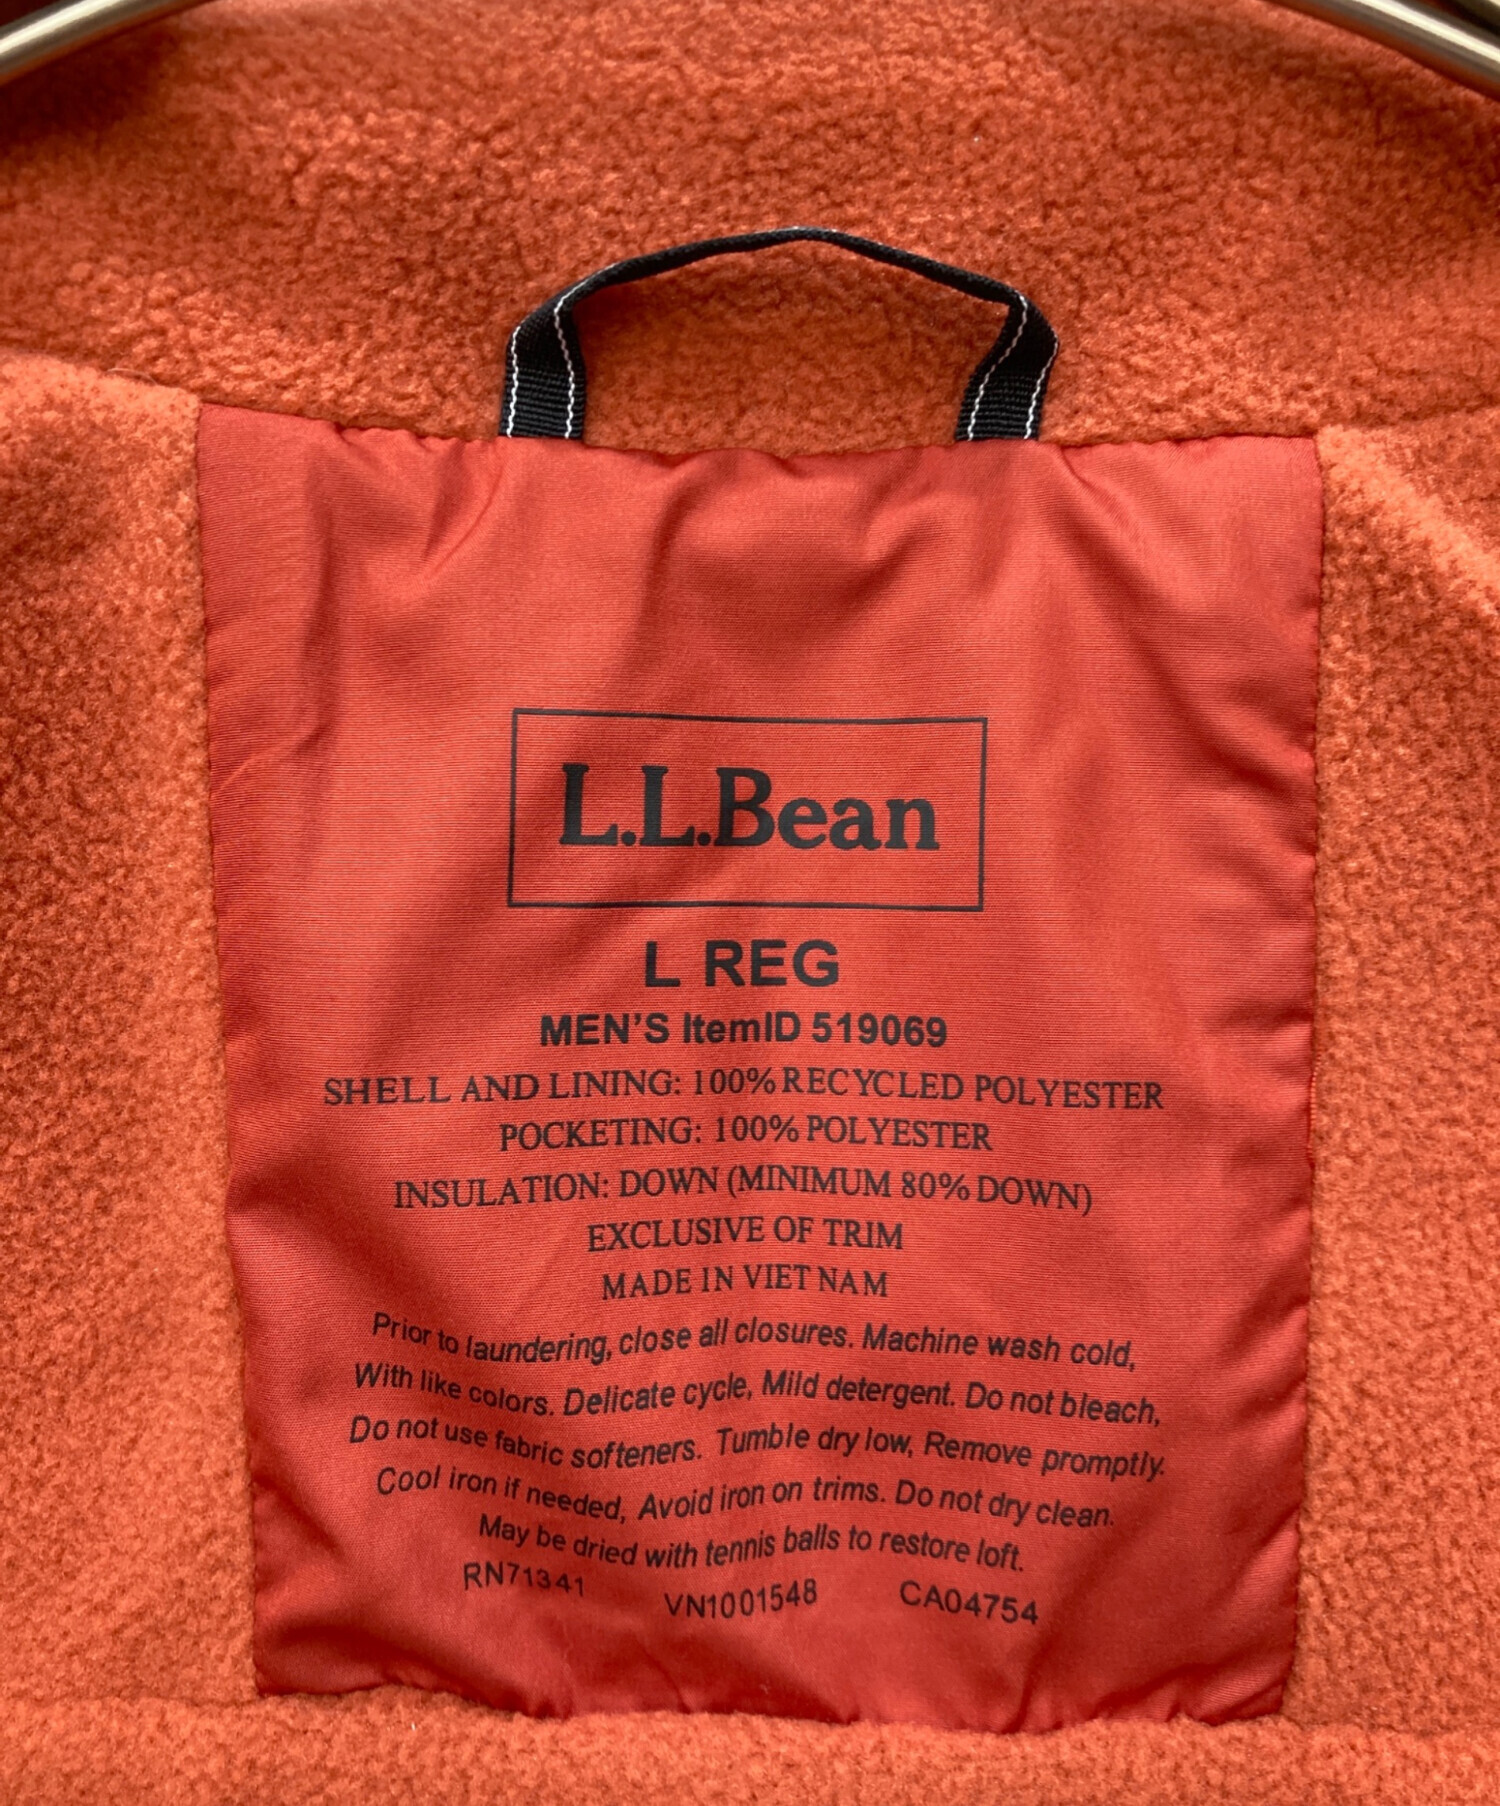 L.L.Bean
L REG
MEN'S ItemID 519069
SHELL AND LINING: 100% RECYCLED POLYESTER
POCKETING: 100% POLYESTER
INSULATION: DOWN (MINIMUM 80% DOWN)
EXCLUSIVE OF TRIM
MADE IN VIETNAM
Prior to laundering, close all closures. Machine wash cold,
With like colors. Delicate cycle, Mild detergent. Do not bleach,
Do not use fabric softeners. Tumble dry low, Remove promptly.
Cool iron if needed, Avoid iron on trims. Do not dry clean.
May be dried with tennis balls to restore loft.
RN71341 VN1001548 CA04754